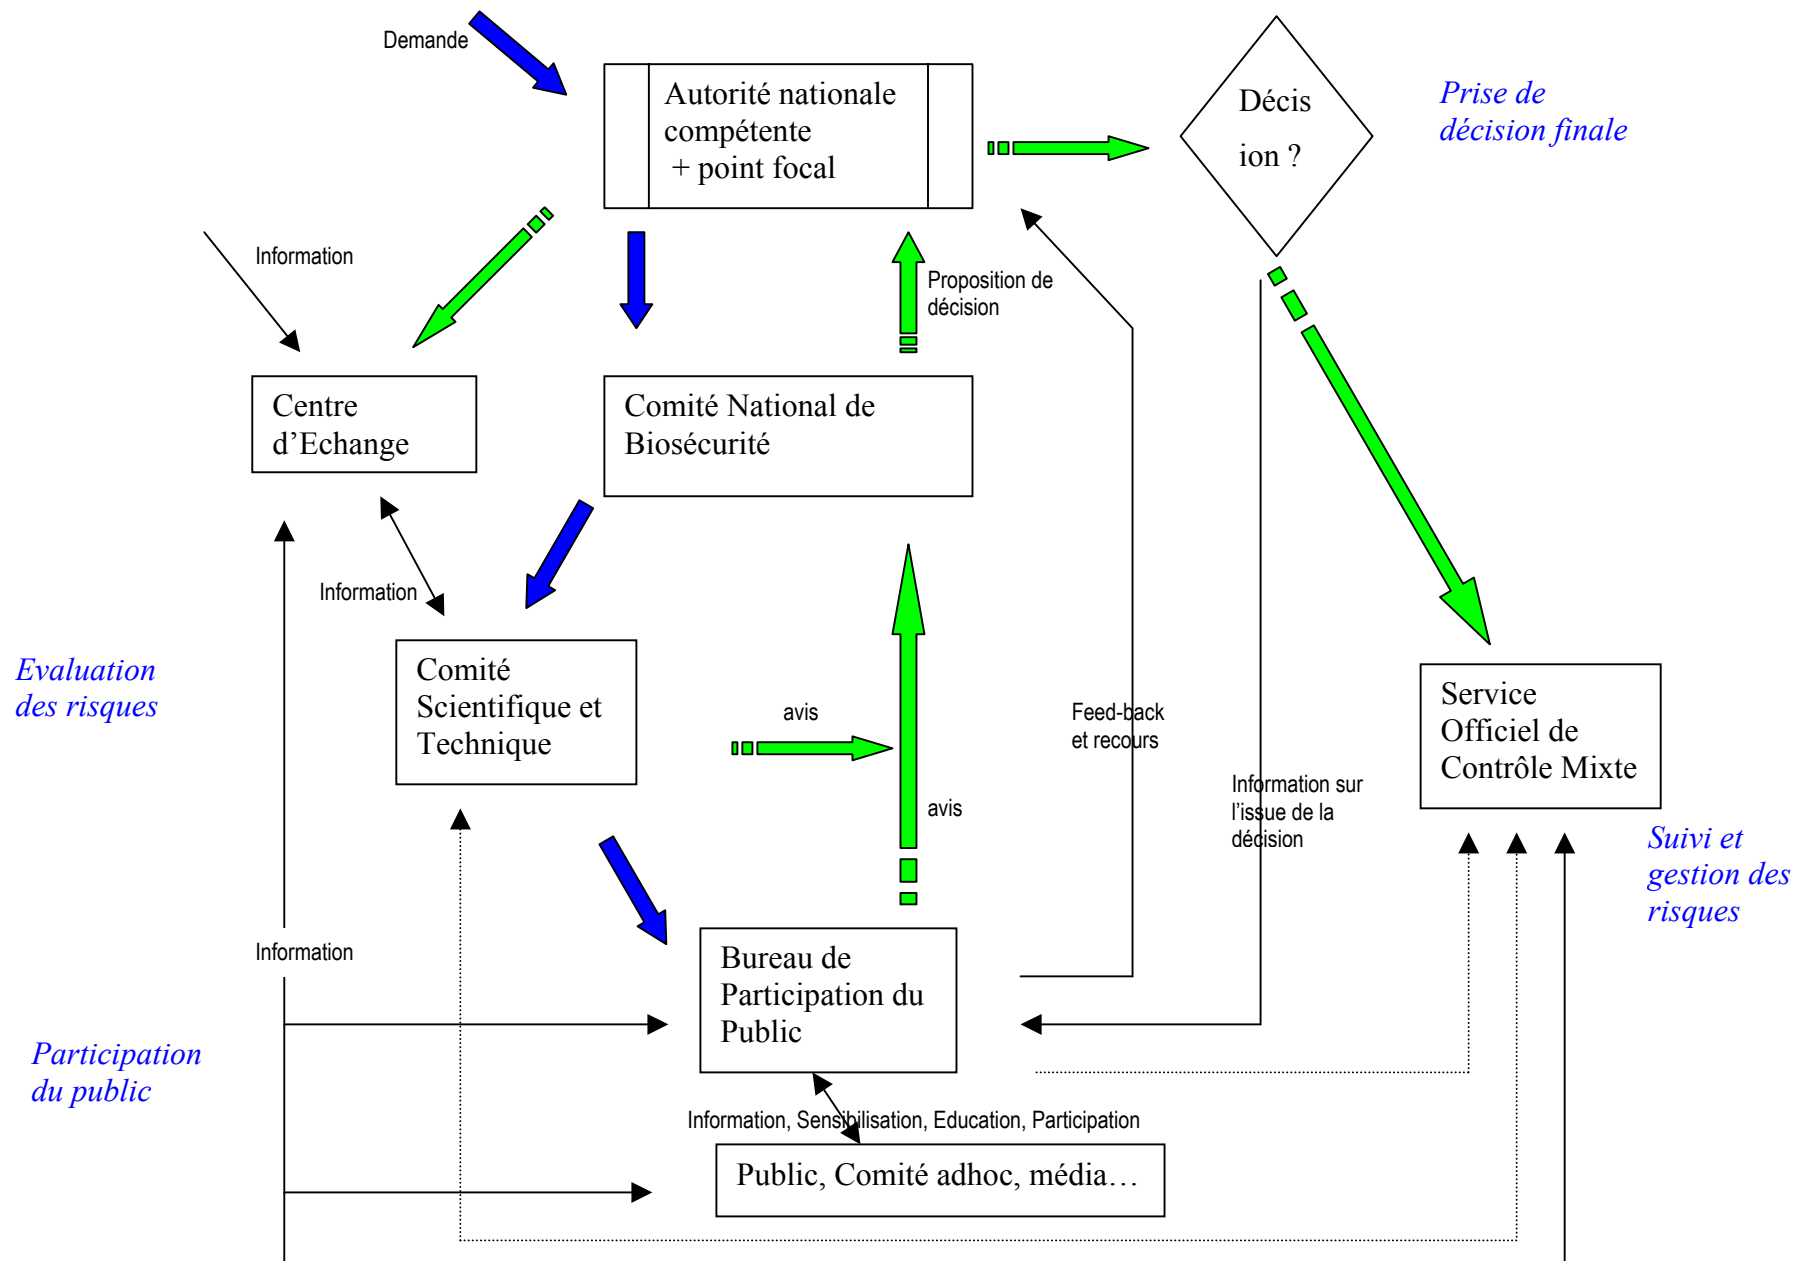 Demande
Autorité nationale
compétente
+ point focal
Décis
ion ?
Prise de
décision finale
Information
Proposition de
décision
Centre
d’Echange
Comité National de
Biosécurité
Information
Evaluation
des risques
Comité
Scientifique et
Technique
avis
avis
Feed-back
et recours
Information sur
l’issue de la
décision
Service
Officiel de
Contrôle Mixte
Suivi et
gestion des
risques
Information
Bureau de
Participation du
Public
Participation
du public
Information, Sensibilisation, Education, Participation
Public, Comité adhoc, média…